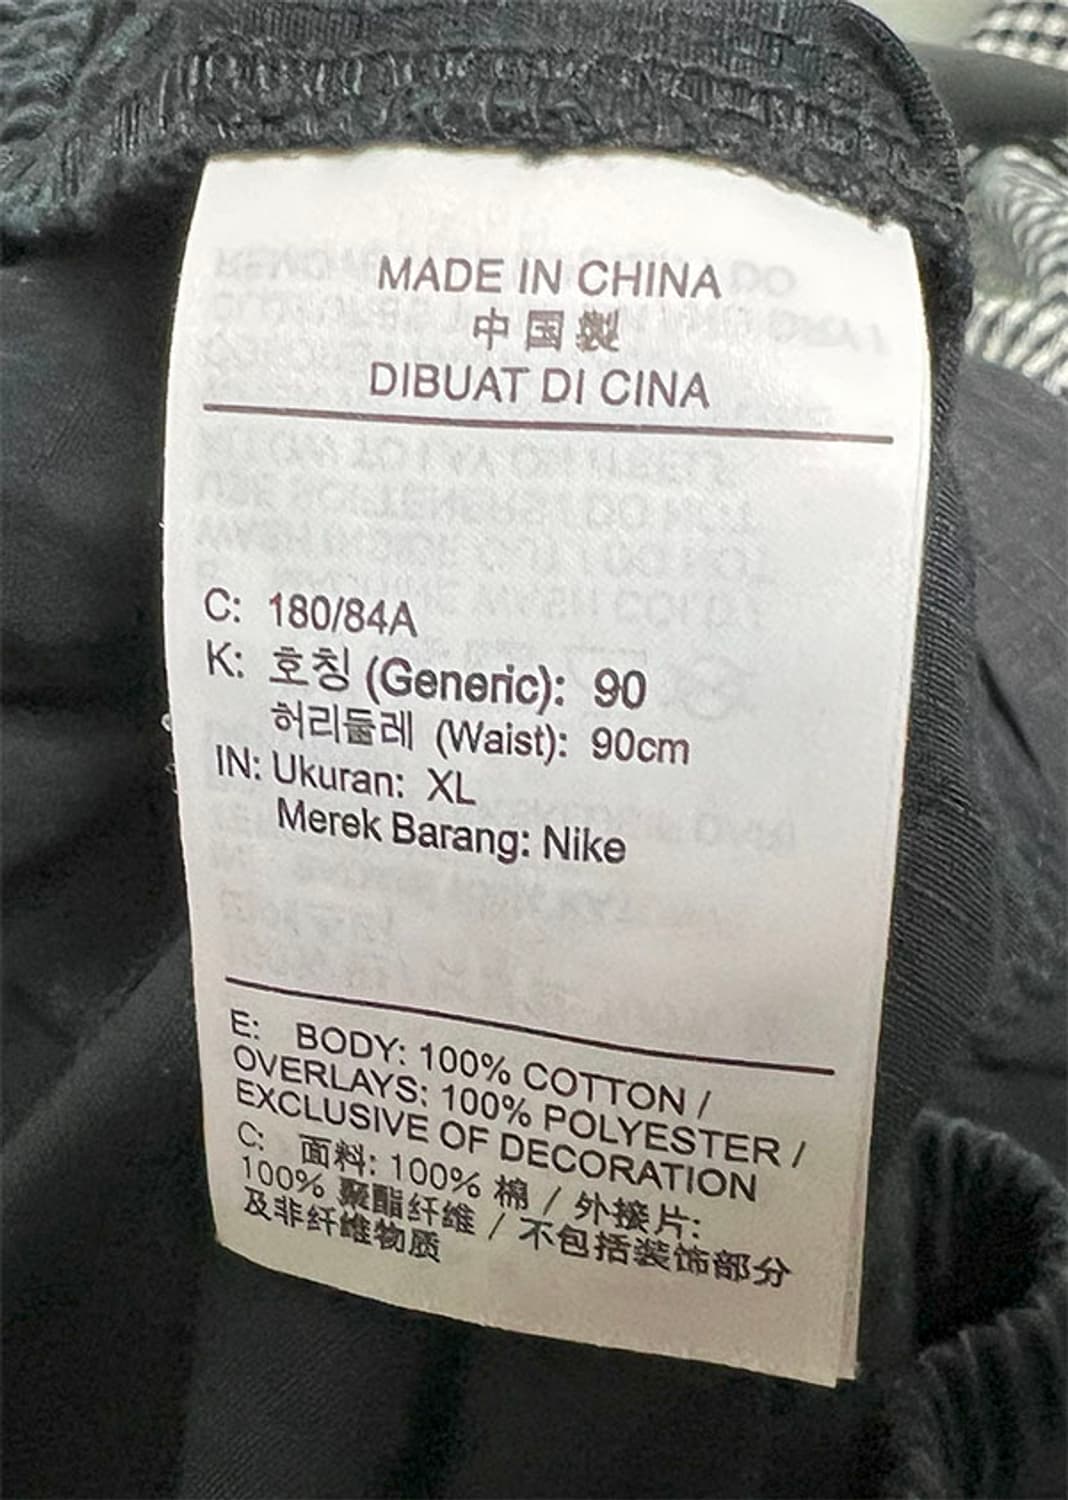 MADE IN CHINA
中国製
DIBUAT DI CINA
C: 180/84A
K: 호칭 (Generic): 90
허리둘레 (Waist): 90cm
IN: Ukuran: XL
Merek Barang: Nike
E: BODY: 100% COTTON /
OVERLAYS: 100% POLYESTER /
EXCLUSIVE OF DECORATION
C: 面料: 100% 棉 / 外接片:
100% 聚酯纤维 / 不包括装饰部分
及非纤维物质